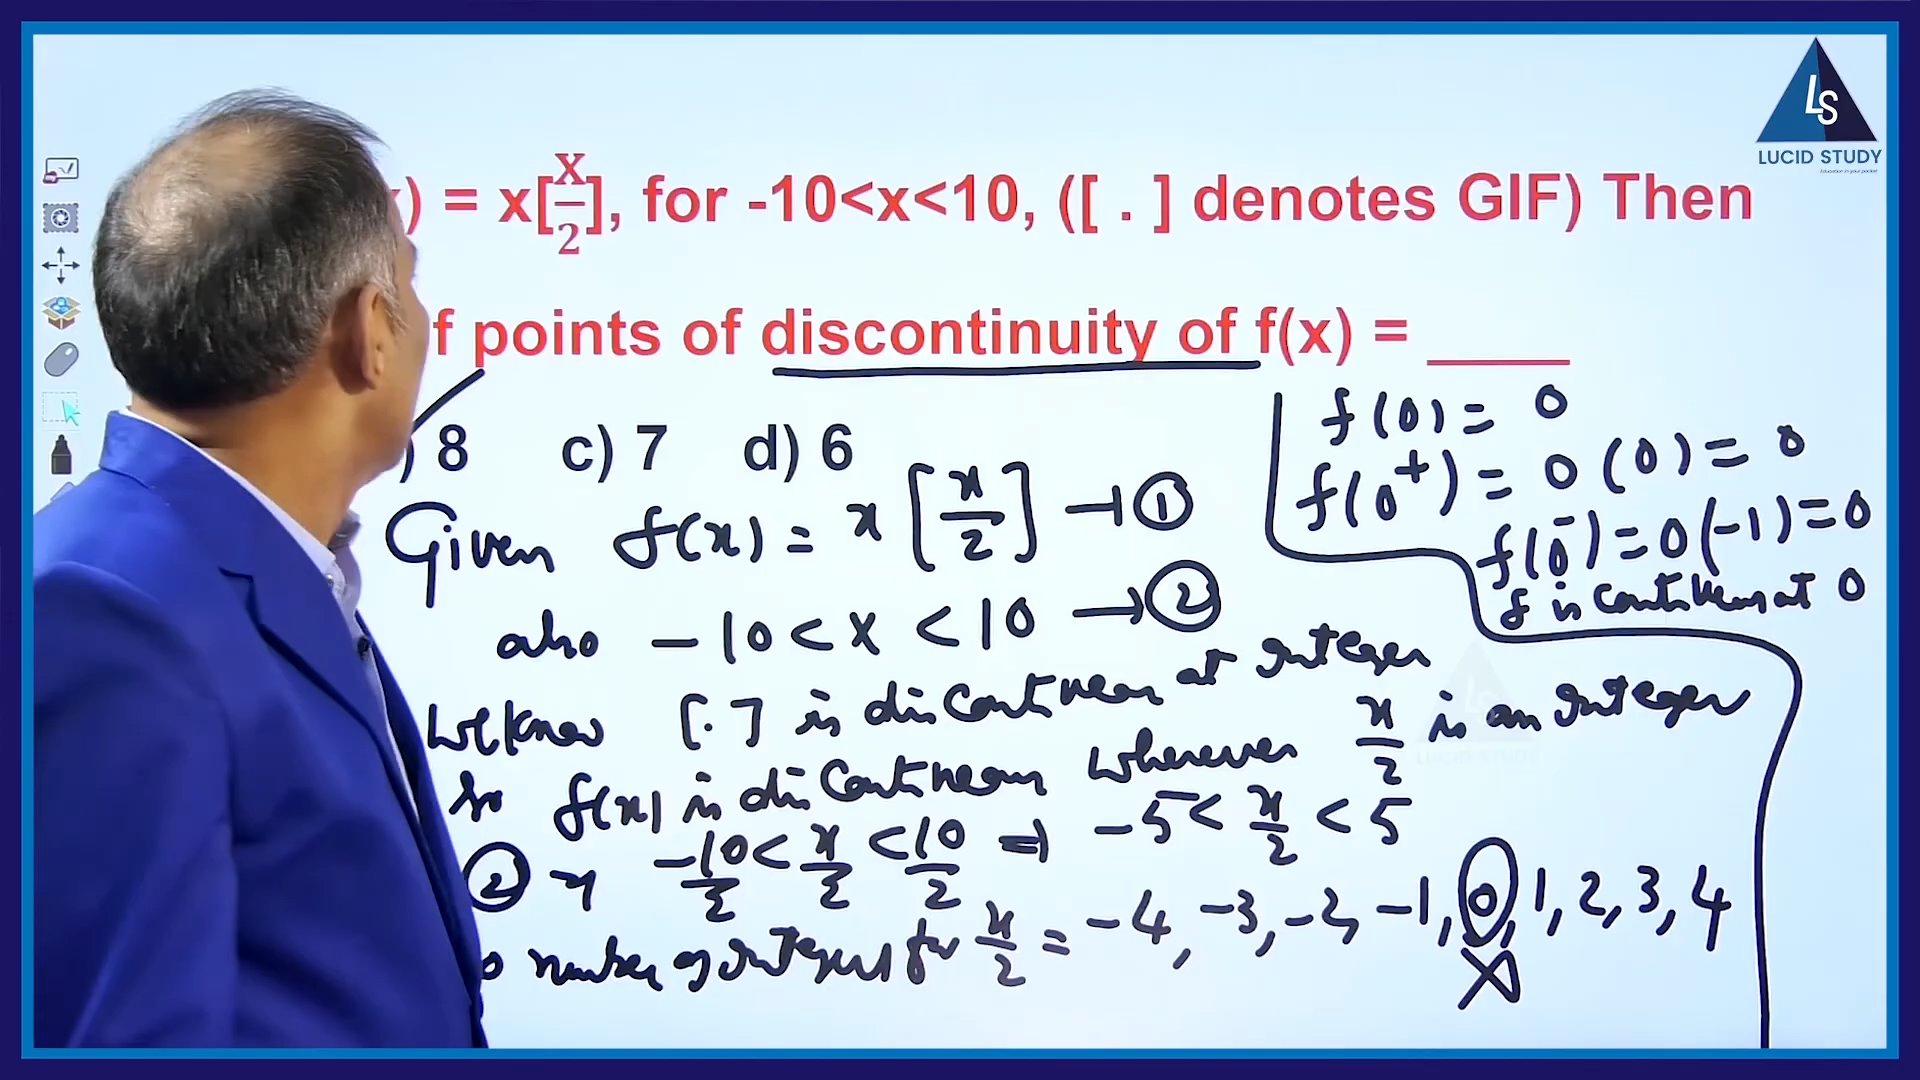 LS
LUCID STUDY
) = x[x/2], for -10<x<10, ([ . ] denotes GIF) Then
f points of discontinuity of f(x) = _____
) 8 c) 7 d) 6
f(0) = 0
f(0+) = 0(0) = 0
f(0-) = 0(-1) = 0
f is continuous at 0
Given f(x) = x [x/2] → ①
also -10 < x < 10 → ②
We know [.] is discontinuous at integer
So f(x) is discontinuous whenever x/2 is an integer
② ⇒ -10/2 < x/2 < 10/2 ⇒ -5 < x/2 < 5
number of integers for x/2 = -4, -3, -2, -1, 0, 1, 2, 3, 4